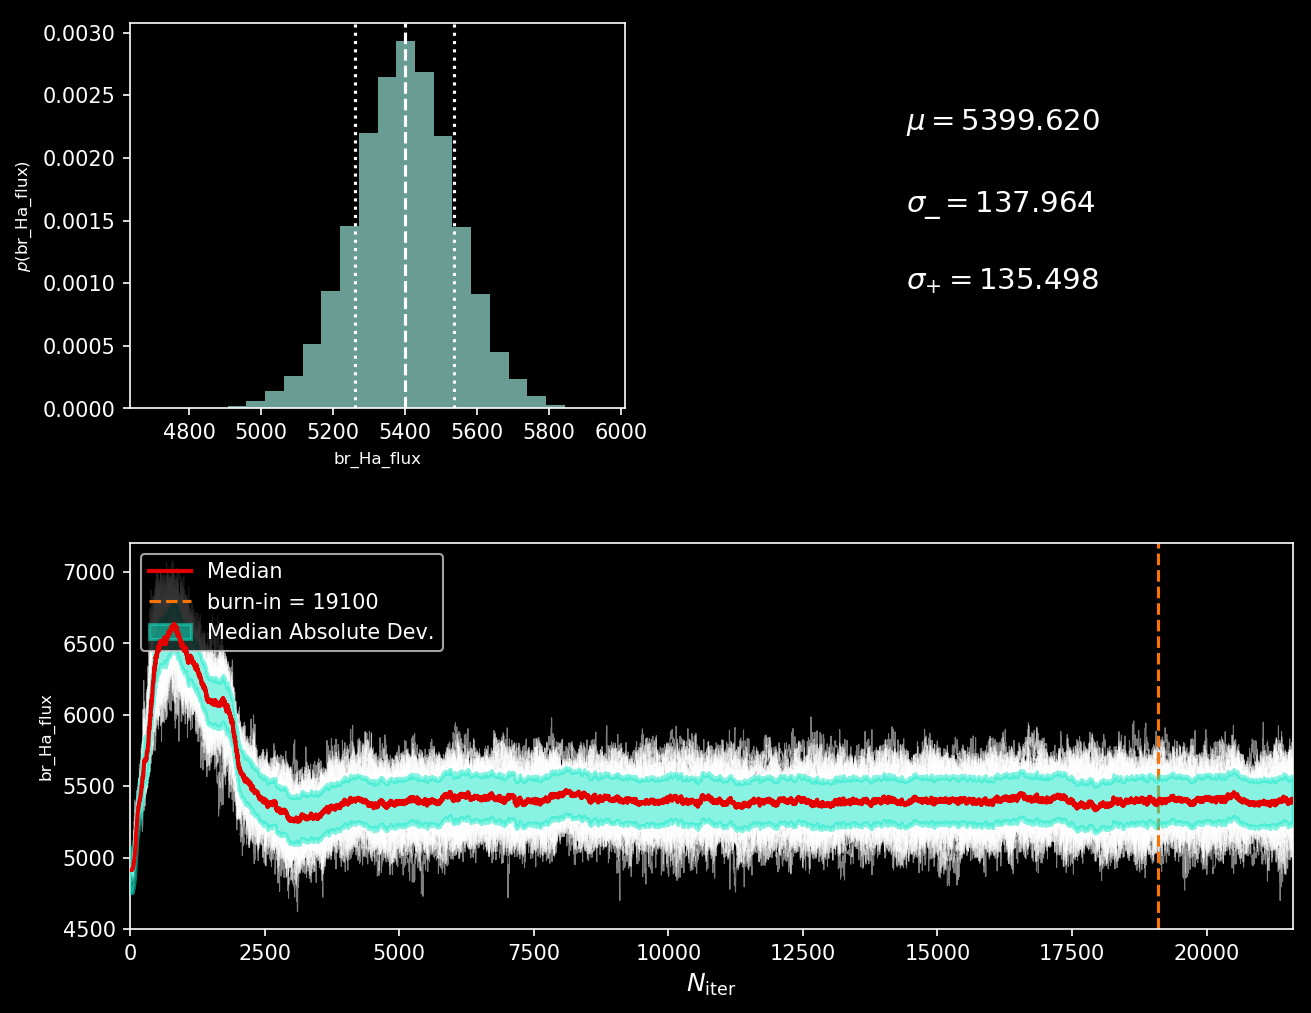 0.0030
0.0025
0.0020
0.0015
0.0010
0.0005
0.0000
p(br_Ha_flux)
4800 5000 5200 5400 5600 5800 6000
br_Ha_flux
μ = 5399.620
σ₋ = 137.964
σ₊ = 135.498
7000
6500
6000
5500
5000
4500
br_Ha_flux
Median
burn-in = 19100
Median Absolute Dev.
0 2500 5000 7500 10000 12500 15000 17500 20000
N_iter